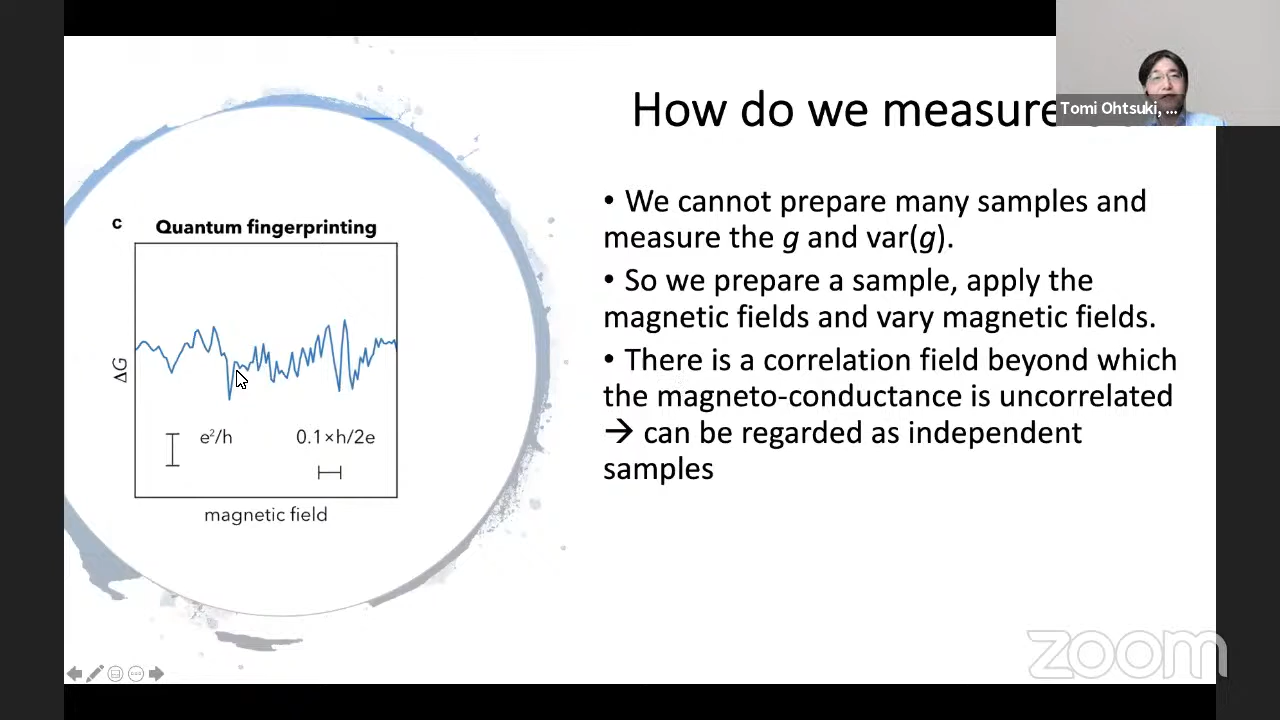 How do we measure
Tomi Ohtsuki, ...
• We cannot prepare many samples and
measure the g and var(g).
• So we prepare a sample, apply the
magnetic fields and vary magnetic fields.
• There is a correlation field beyond which
the magneto-conductance is uncorrelated
→ can be regarded as independent
samples
c
Quantum fingerprinting
ΔG
e²/h
0.1×h/2e
magnetic field
zoom